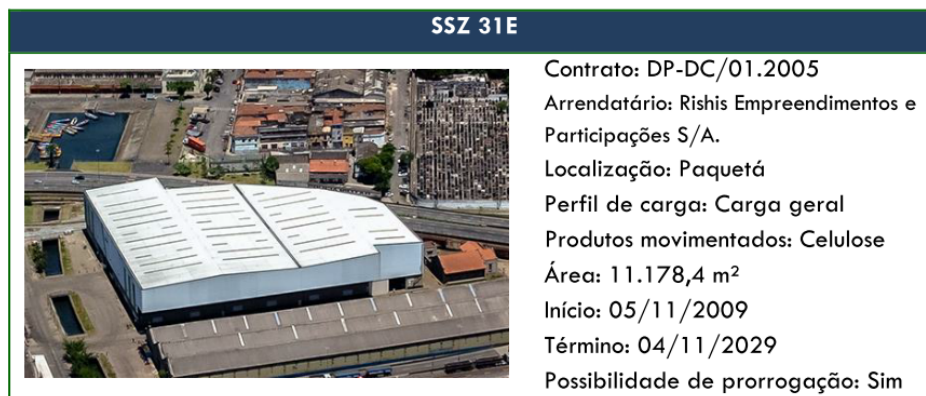 SSZ 31E
Contrato: DP-DC/01.2005
Arrendatário: Rishis Empreendimentos e
Participações S/A.
Localização: Paquetá
Perfil de carga: Carga geral
Produtos movimentados: Celulose
Área: 11.178,4 m²
Início: 05/11/2009
Término: 04/11/2029
Possibilidade de prorrogação: Sim